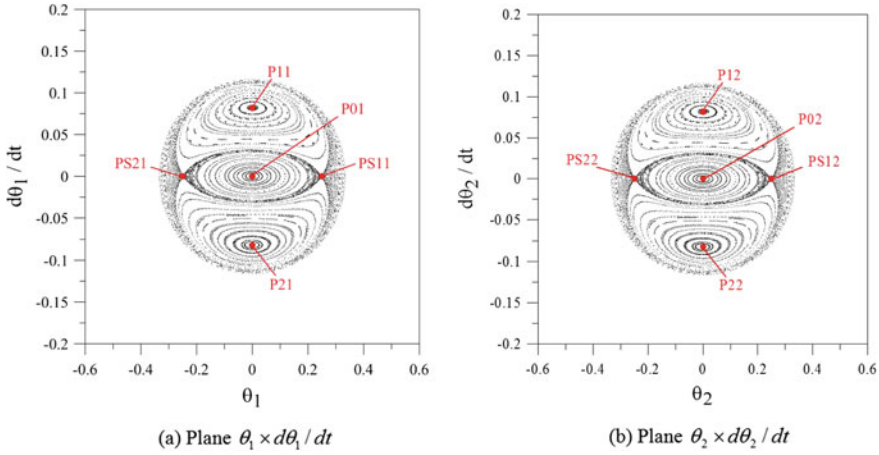 0.2
0.15
0.1
0.05
0
-0.05
-0.1
-0.15
-0.2
dθ1 / dt
P11
P01
PS21
PS11
P21
-0.6
-0.4
-0.2
0
0.2
0.4
0.6
θ1
(a) Plane θ1 × dθ1 / dt
0.2
0.15
0.1
0.05
0
-0.05
-0.1
-0.15
-0.2
dθ2 / dt
P12
P02
PS22
PS12
P22
-0.6
-0.4
-0.2
0
0.2
0.4
0.6
θ2
(b) Plane θ2 × dθ2 / dt